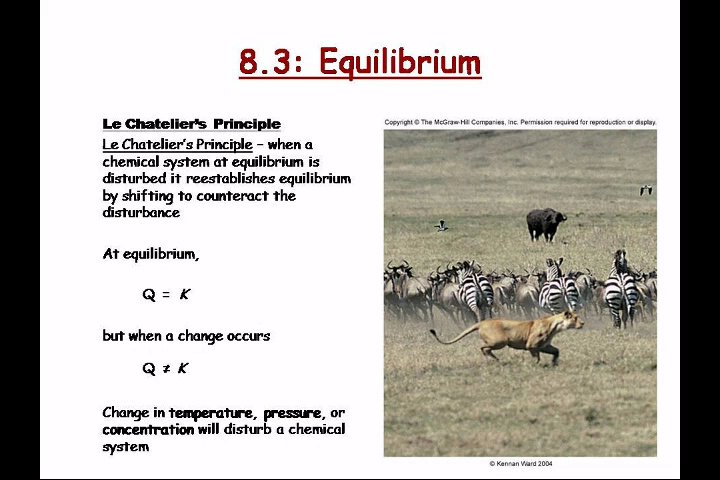 8.3: Equilibrium
Le Chatelier's Principle
Le Chatelier's Principle – when a
chemical system at equilibrium is
disturbed it reestablishes equilibrium
by shifting to counteract the
disturbance
At equilibrium,
Q = K
but when a change occurs
Q ≠ K
Change in temperature, pressure, or
concentration will disturb a chemical
system
Copyright © The McGraw-Hill Companies, Inc. Permission required for reproduction or display.
© Kennan Ward 2004